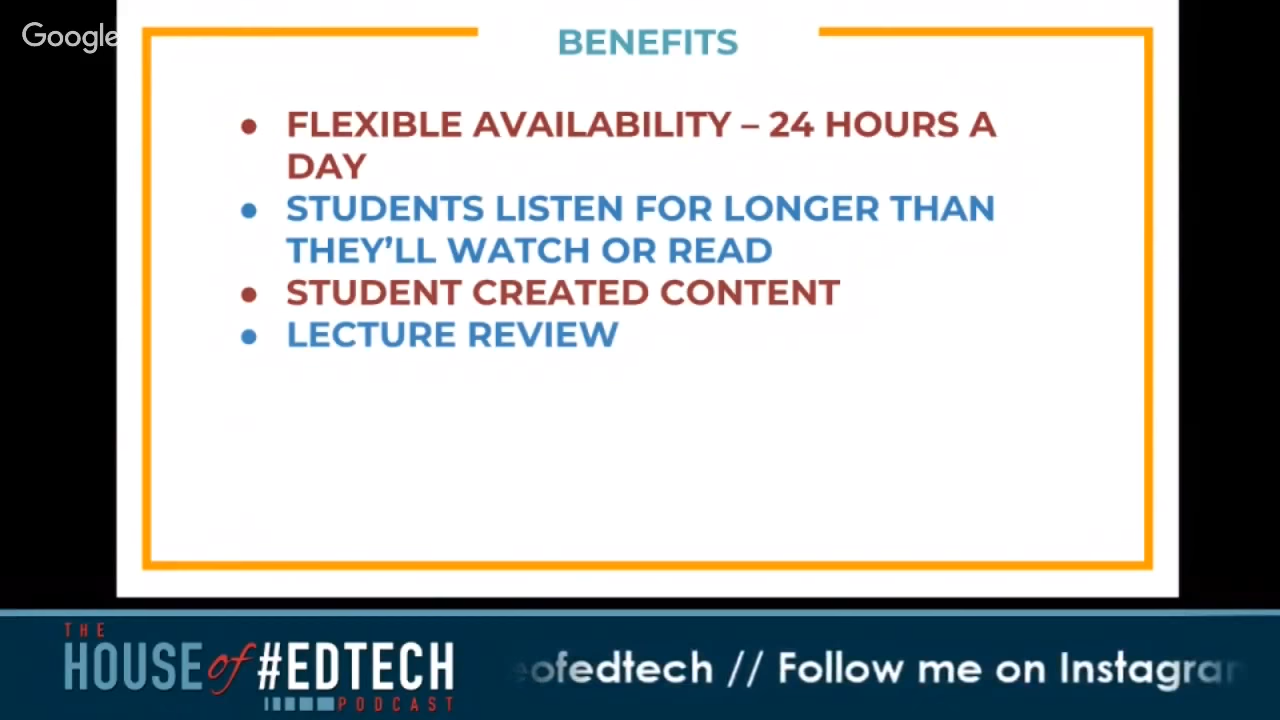 Google
BENEFITS
● FLEXIBLE AVAILABILITY – 24 HOURS A
DAY
● STUDENTS LISTEN FOR LONGER THAN
THEY’LL WATCH OR READ
● STUDENT CREATED CONTENT
● LECTURE REVIEW
THE
HOUSE of #EDTECH
PODCAST
eofedtech // Follow me on Instagram